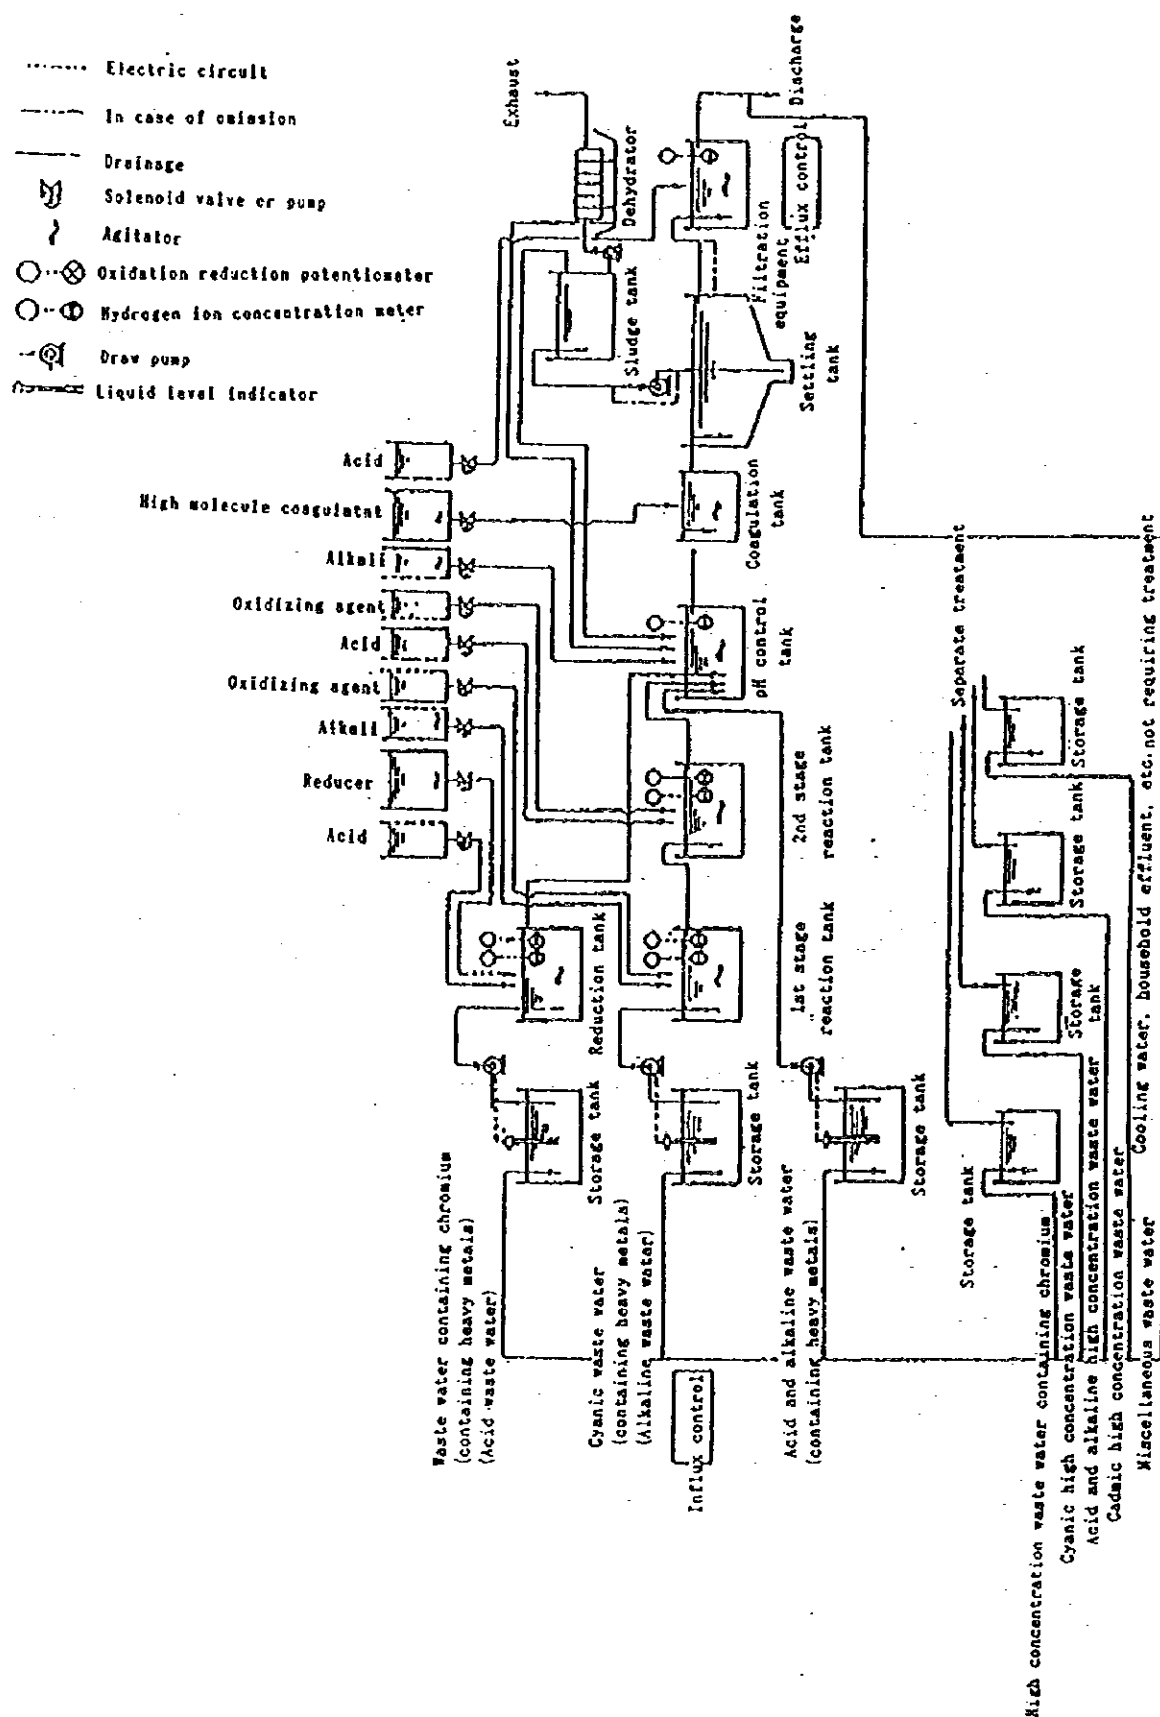 Electric circuit
In case of omission
Drainage
Solenoid valve or pump
Agitator
Oxidation reduction potentiometer
Hydrogen ion concentration meter
Draw pump
Liquid level indicator
Acid
High molecule coagulatnt
Alkali
Oxidizing agent
Acid
Oxidizing agent
Alkali
Reducer
Acid
Exhaust
Dehydrator
Sludge tank
Discharge
Efflux control
Filtration
equipment
Settling
tank
Coagulation
tank
pH control
tank
2nd stage
reaction tank
1st stage
reaction tank
Reduction tank
Storage tank
Storage tank
Storage tank
Waste water containing chromium
(containing heavy metals)
(Acid waste water)
Cyanic waste water
(containing heavy metals)
(Alkaline waste water)
Influx control
Acid and alkaline waste water
(containing heavy metals)
Separate treatment
Storage tank
Storage tank
Storage
tank
Storage tank
High concentration waste water containing chromium
Cyanic high concentration waste water
Acid and alkaline high concentration waste water
Cadmic high concentration waste water
Miscellaneous waste water
Cooling water, household effluent, etc. not requiring treatment